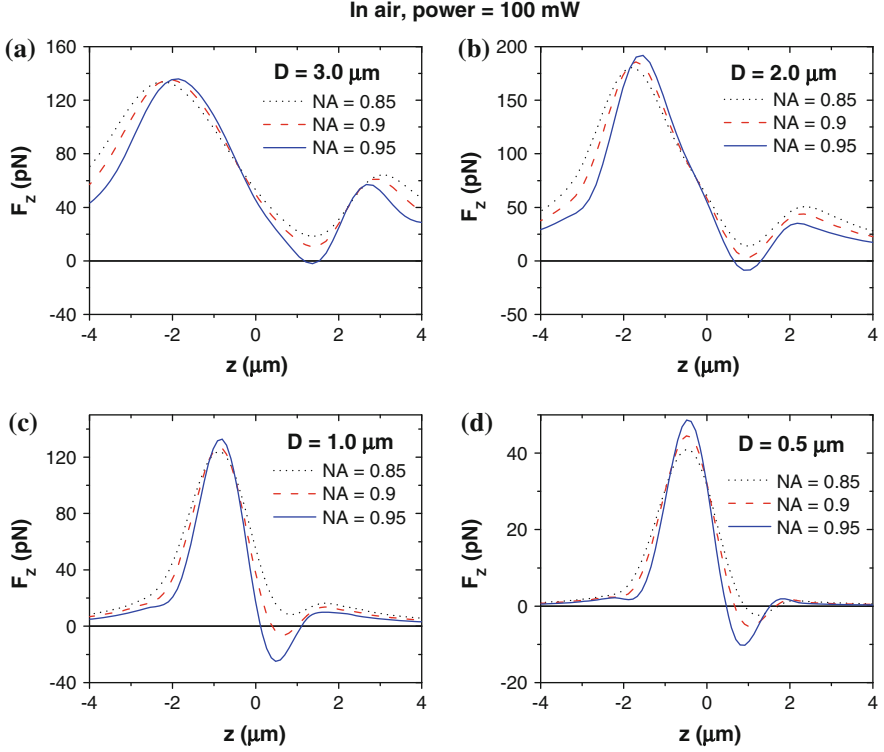 In air, power = 100 mW
(a)
D = 3.0 μm
NA = 0.85
NA = 0.9
NA = 0.95
F_z (pN)
160
120
80
40
0
-40
-4 -2 0 2 4
z (μm)
(b)
D = 2.0 μm
NA = 0.85
NA = 0.9
NA = 0.95
F_z (pN)
200
150
100
50
0
-50
-4 -2 0 2 4
z (μm)
(c)
D = 1.0 μm
NA = 0.85
NA = 0.9
NA = 0.95
F_z (pN)
120
80
40
0
-40
-4 -2 0 2 4
z (μm)
(d)
D = 0.5 μm
NA = 0.85
NA = 0.9
NA = 0.95
F_z (pN)
40
20
0
-20
-4 -2 0 2 4
z (μm)